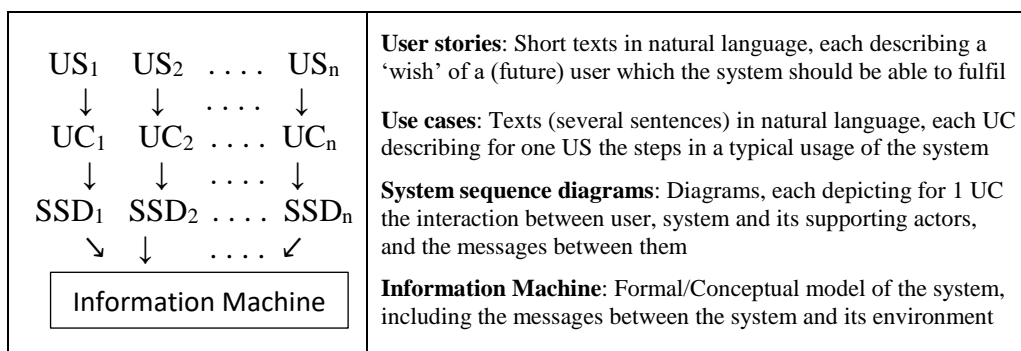 US₁ US₂ . . . . US_n
↓ ↓ . . . . ↓
UC₁ UC₂ . . . . UC_n
↓ ↓ . . . . ↓
SSD₁ SSD₂ . . . . SSD_n
↘ ↓ . . . . ↙
Information Machine
User stories: Short texts in natural language, each describing a
‘wish’ of a (future) user which the system should be able to fulfil
Use cases: Texts (several sentences) in natural language, each UC
describing for one US the steps in a typical usage of the system
System sequence diagrams: Diagrams, each depicting for 1 UC
the interaction between user, system and its supporting actors,
and the messages between them
Information Machine: Formal/Conceptual model of the system,
including the messages between the system and its environment